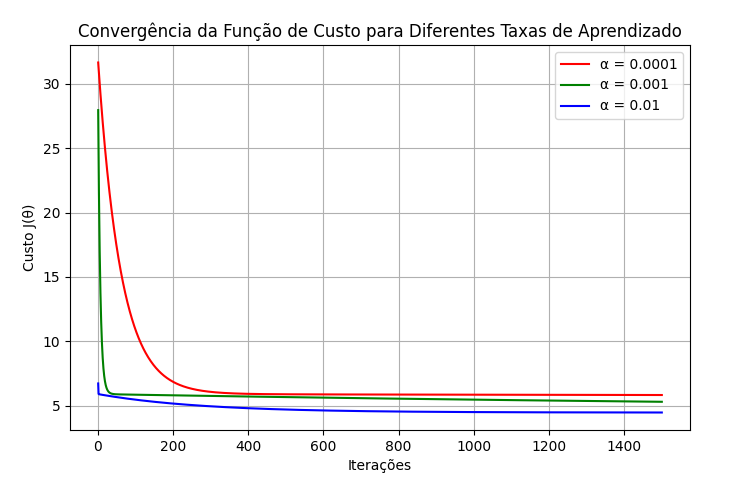 Convergência da Função de Custo para Diferentes Taxas de Aprendizado
α = 0.0001
α = 0.001
α = 0.01
Custo J(θ)
30
25
20
15
10
5
0 200 400 600 800 1000 1200 1400
Iterações